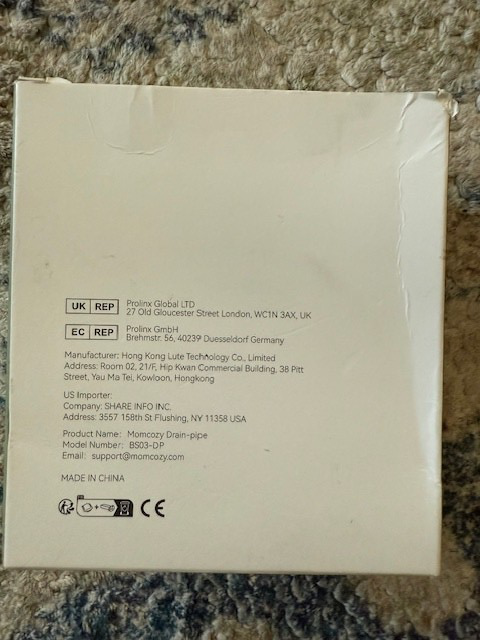 UK REP Prolinx Global LTD
27 Old Gloucester Street London, WC1N 3AX, UK
EC REP Prolinx GmbH
Brehmstr. 56, 40239 Duesseldorf Germany
Manufacturer: Hong Kong Lute Technology Co., Limited
Address: Room 02, 21/F, Hip Kwan Commercial Building, 38 Pitt
Street, Yau Ma Tei, Kowloon, Hongkong
US Importer:
Company: SHARE INFO INC.
Address: 3557 158th St Flushing, NY 11358 USA
Product Name: Momcozy Drain-pipe
Model Number: BS03-DP
Email: support@momcozy.com
MADE IN CHINA
CE